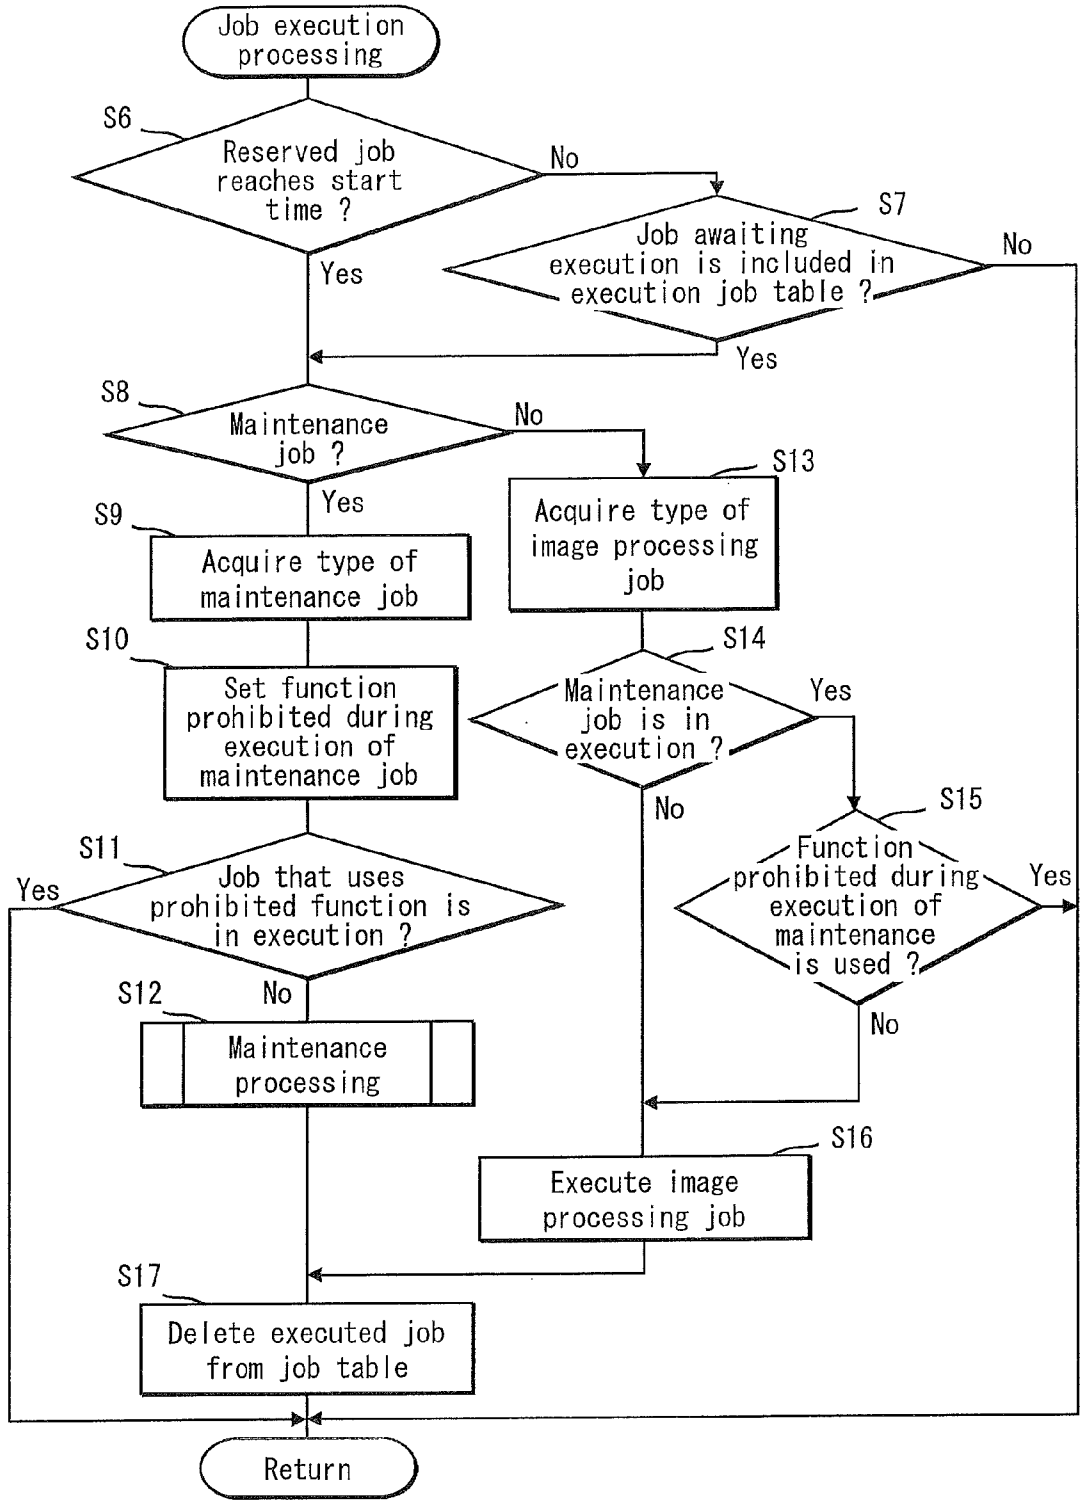 Job execution
processing
S6
Reserved job
reaches start
time ?
No
Yes
S7
Job awaiting
execution is included in
execution job table ?
No
Yes
S8
Maintenance
job ?
No
Yes
S9
Acquire type of
maintenance job
S13
Acquire type of
image processing
job
S10
Set function
prohibited during
execution of
maintenance job
S14
Maintenance
job is in
execution ?
Yes
No
S11
Job that uses
prohibited function is
in execution ?
Yes
No
S15
Function
prohibited during
execution of
maintenance
is used ?
Yes
No
S12
Maintenance
processing
S16
Execute image
processing job
S17
Delete executed job
from job table
Return